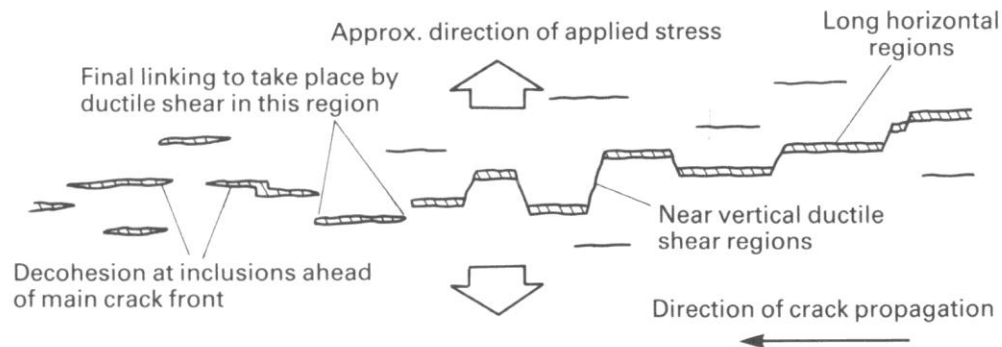 Approx. direction of applied stress
Long horizontal
regions
Final linking to take place by
ductile shear in this region
Near vertical ductile
shear regions
Decohesion at inclusions ahead
of main crack front
Direction of crack propagation